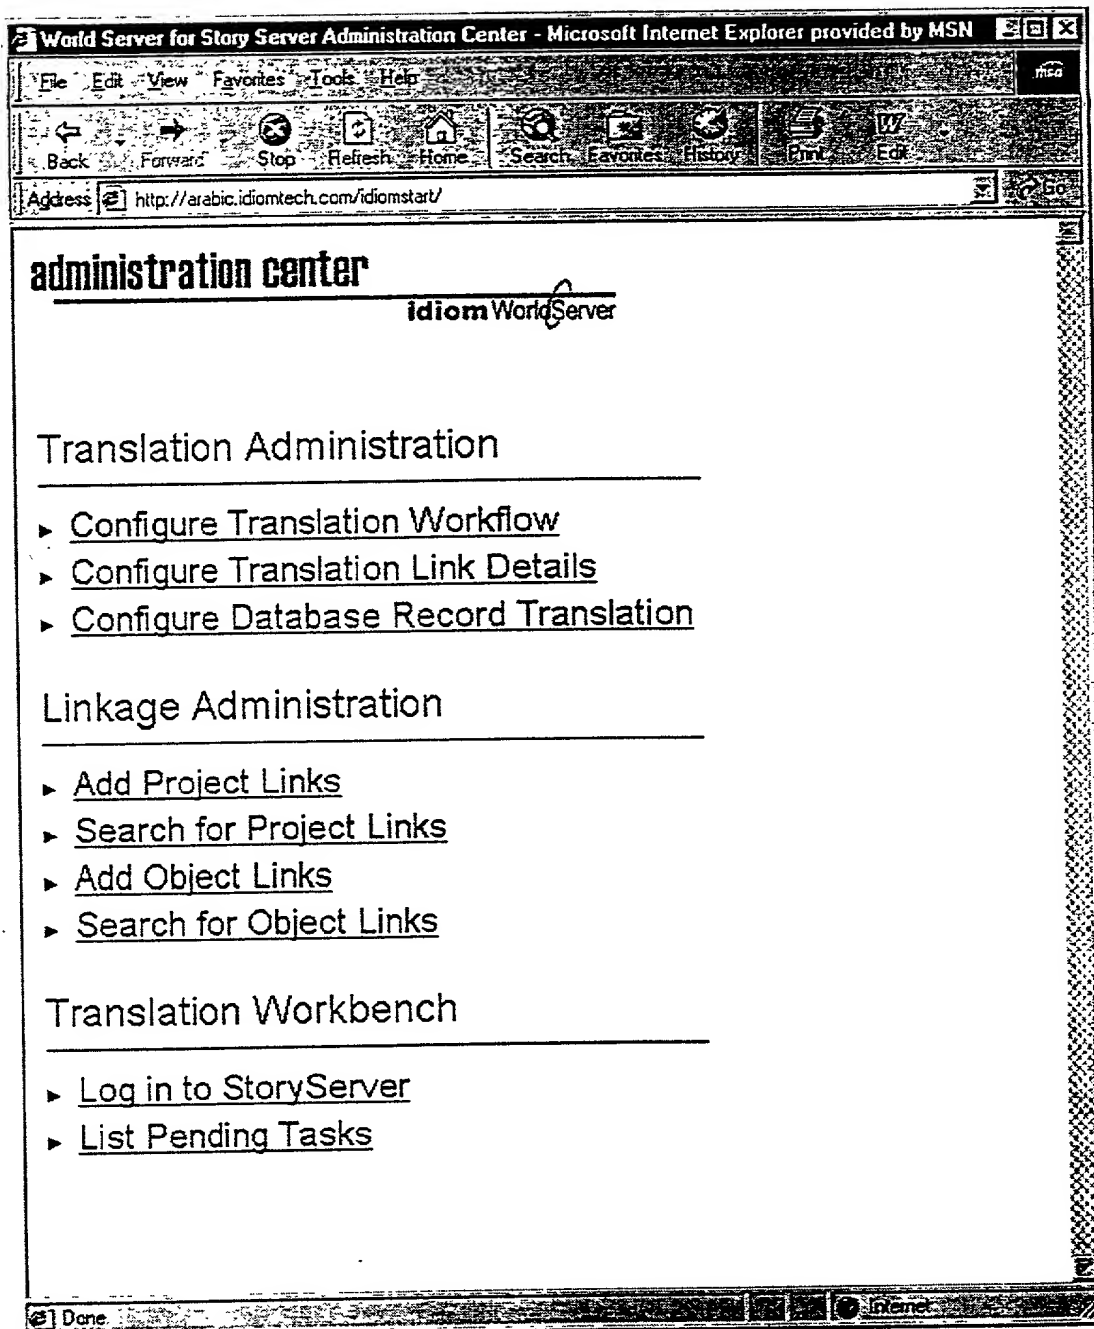 World Server for Story Server Administration Center - Microsoft Internet Explorer provided by MSN
File Edit View Favorites Tools Help
msn
Back Forward Stop Refresh Home Search Favorites History Print Edit
Address http://arabic.idiomtech.com/idiomstart/ Go
administration center
idiom WorldServer
Translation Administration
Configure Translation Workflow
Configure Translation Link Details
Configure Database Record Translation
Linkage Administration
Add Project Links
Search for Project Links
Add Object Links
Search for Object Links
Translation Workbench
Log in to StoryServer
List Pending Tasks
Done Internet